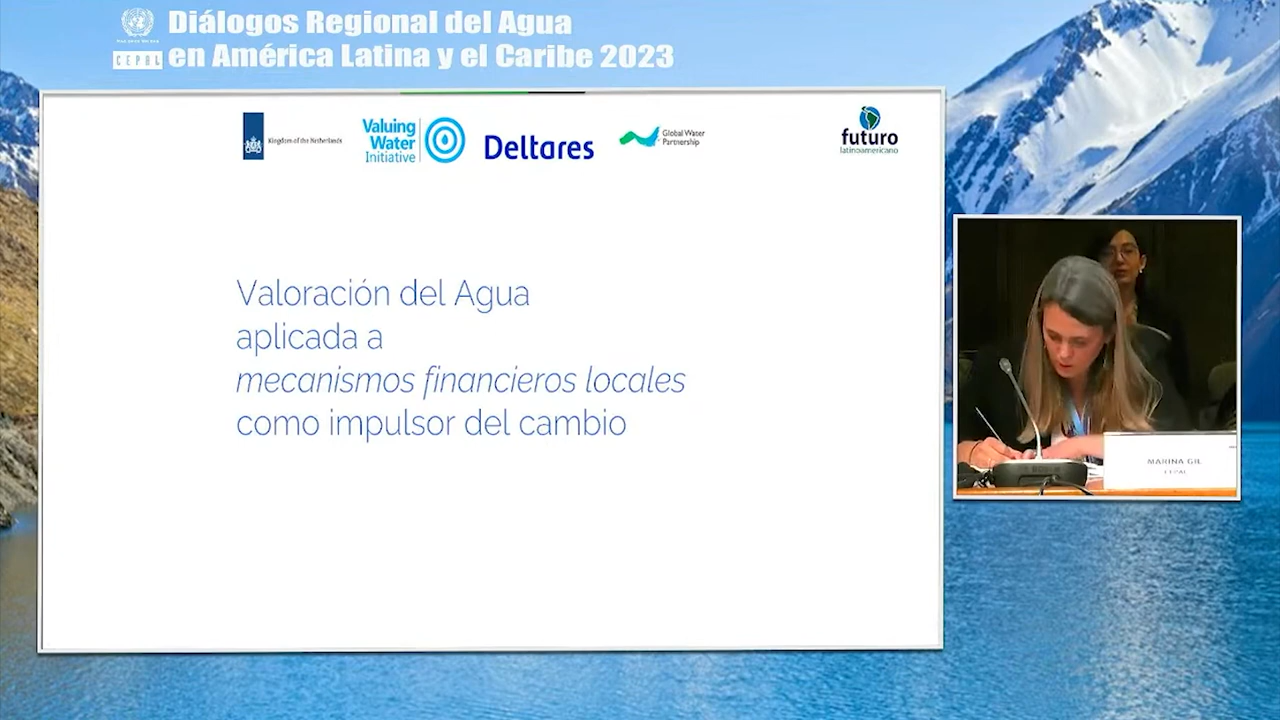 Diálogos Regional del Agua
CEPAL
en América Latina y el Caribe 2023
Kingdom of the Netherlands
Valuing
Water
Initiative
Deltares
Global Water
Partnership
futuro
latinoamericano
Valoración del Agua
aplicada a
mecanismos financieros locales
como impulsor del cambio
MARINA GIL
CEPAL